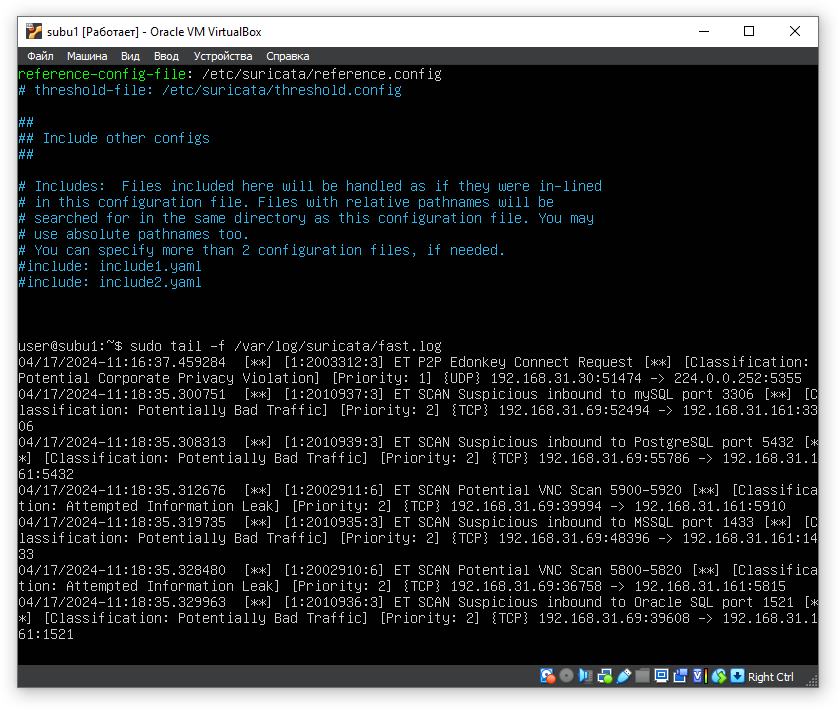 subu1 [Работает] - Oracle VM VirtualBox
Файл Машина Вид Ввод Устройства Справка
reference-config-file: /etc/suricata/reference.config
# threshold-file: /etc/suricata/threshold.config
##
## Include other configs
##
# Includes:  Files included here will be handled as if they were in-lined
# in this configuration file. Files with relative pathnames will be
# searched for in the same directory as this configuration file. You may
# use absolute pathnames too.
# You can specify more than 2 configuration files, if needed.
#include: include1.yaml
#include: include2.yaml
user@subu1:~$ sudo tail -f /var/log/suricata/fast.log
04/17/2024-11:16:37.459284  [**] [1:2003312:3] ET P2P Edonkey Connect Request [**] [Classification:
Potential Corporate Privacy Violation] [Priority: 1] {UDP} 192.168.31.30:51474 -> 224.0.0.252:5355
04/17/2024-11:18:35.300751  [**] [1:2010937:3] ET SCAN Suspicious inbound to mySQL port 3306 [**] [C
lassification: Potentially Bad Traffic] [Priority: 2] {TCP} 192.168.31.69:52494 -> 192.168.31.161:33
06
04/17/2024-11:18:35.308313  [**] [1:2010939:3] ET SCAN Suspicious inbound to PostgreSQL port 5432 [*
*] [Classification: Potentially Bad Traffic] [Priority: 2] {TCP} 192.168.31.69:55786 -> 192.168.31.1
61:5432
04/17/2024-11:18:35.312676  [**] [1:2002911:6] ET SCAN Potential VNC Scan 5900-5920 [**] [Classifica
tion: Attempted Information Leak] [Priority: 2] {TCP} 192.168.31.69:39994 -> 192.168.31.161:5910
04/17/2024-11:18:35.319735  [**] [1:2010935:3] ET SCAN Suspicious inbound to MSSQL port 1433 [**] [C
lassification: Potentially Bad Traffic] [Priority: 2] {TCP} 192.168.31.69:48396 -> 192.168.31.161:14
33
04/17/2024-11:18:35.328480  [**] [1:2002910:6] ET SCAN Potential VNC Scan 5800-5820 [**] [Classifica
tion: Attempted Information Leak] [Priority: 2] {TCP} 192.168.31.69:36758 -> 192.168.31.161:5815
04/17/2024-11:18:35.329963  [**] [1:2010936:3] ET SCAN Suspicious inbound to Oracle SQL port 1521 [*
*] [Classification: Potentially Bad Traffic] [Priority: 2] {TCP} 192.168.31.69:39608 -> 192.168.31.1
61:1521
Right Ctrl